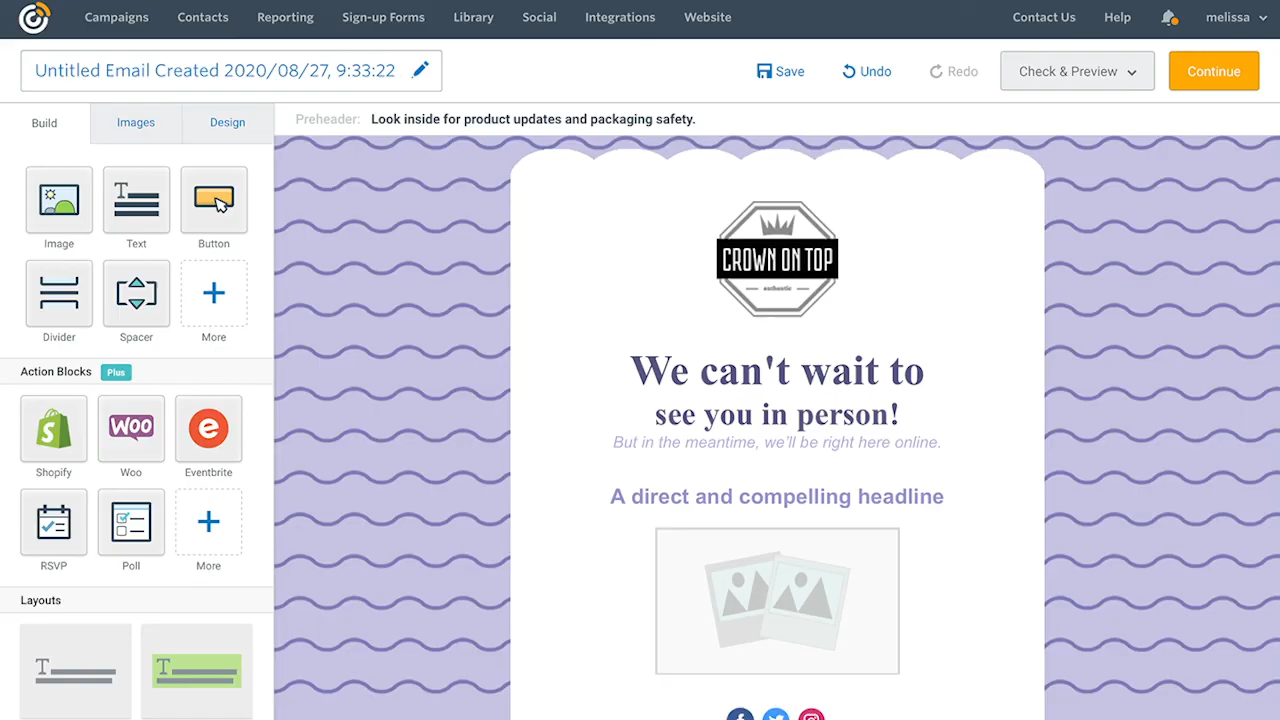 Campaigns Contacts Reporting Sign-up Forms Library Social Integrations Website Contact Us Help melissa
Untitled Email Created 2020/08/27, 9:33:22 Save Undo Redo Check & Preview Continue
Build Images Design
Preheader: Look inside for product updates and packaging safety.
Image Text Button
Divider Spacer More
Action Blocks Plus
WOO
Shopify Woo Eventbrite
RSVP Poll More
Layouts
CROWN ON TOP
authentic
We can't wait to
see you in person!
But in the meantime, we'll be right here online.
A direct and compelling headline